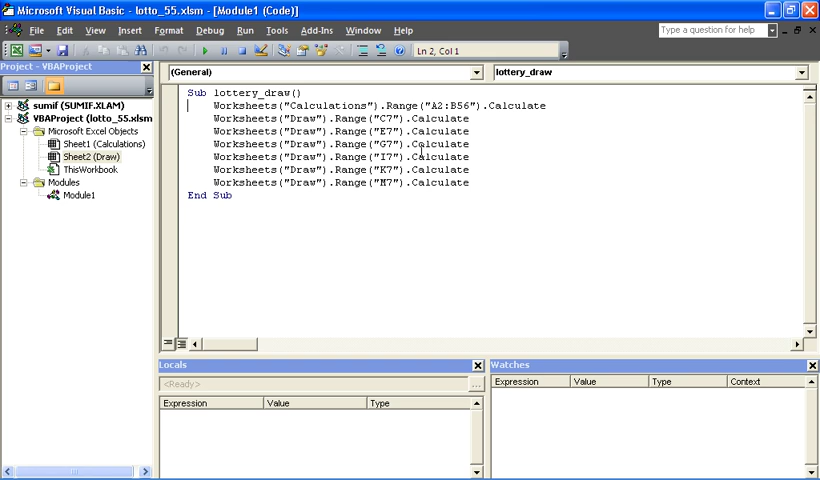 Microsoft Visual Basic - lotto_55.xlsm - [Module1 (Code)]
File Edit View Insert Format Debug Run Tools Add-Ins Window Help
Type a question for help
Ln 2, Col 1
Project - VBAProject
(General)
lottery_draw
sumif (SUMIF.XLAM)
VBAProject (lotto_55.xlsm
Microsoft Excel Objects
Sheet1 (Calculations)
Sheet2 (Draw)
ThisWorkbook
Modules
Module1
Sub lottery_draw()
Worksheets("Calculations").Range("A2:B56").Calculate
Worksheets("Draw").Range("C7").Calculate
Worksheets("Draw").Range("E7").Calculate
Worksheets("Draw").Range("G7").Calculate
Worksheets("Draw").Range("I7").Calculate
Worksheets("Draw").Range("K7").Calculate
Worksheets("Draw").Range("M7").Calculate
End Sub
Locals
<Ready>
...
Expression Value Type
Watches
Expression Value Type Context